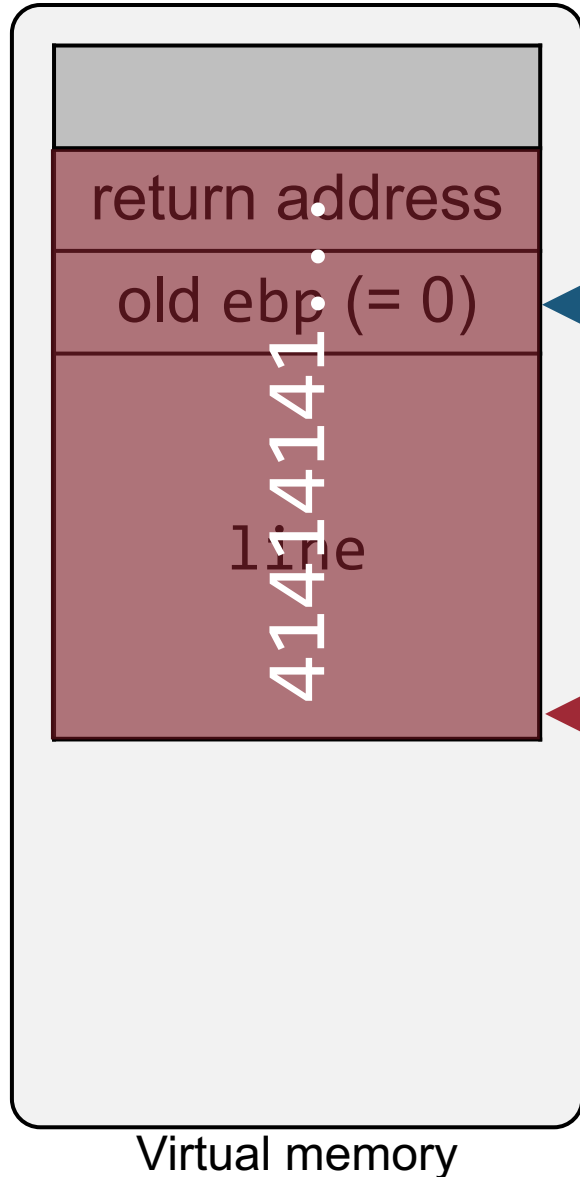 return address
old ebp (= 0)
line
41414141...
Virtual memory